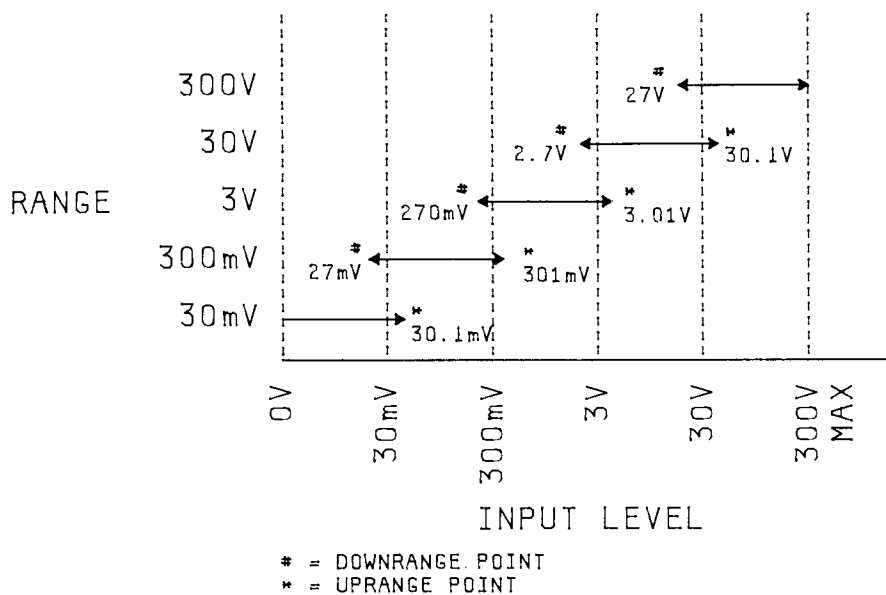 #
300V
27V
#
*
30V
2.7V
30.1V
#
*
RANGE
3V
270mV
3.01V
#
*
300mV
27mV
301mV
*
30mV
30.1mV
0V
30mV
300mV
3V
30V
300V
MAX
INPUT LEVEL
# = DOWNRANGE POINT
* = UPRANGE POINT